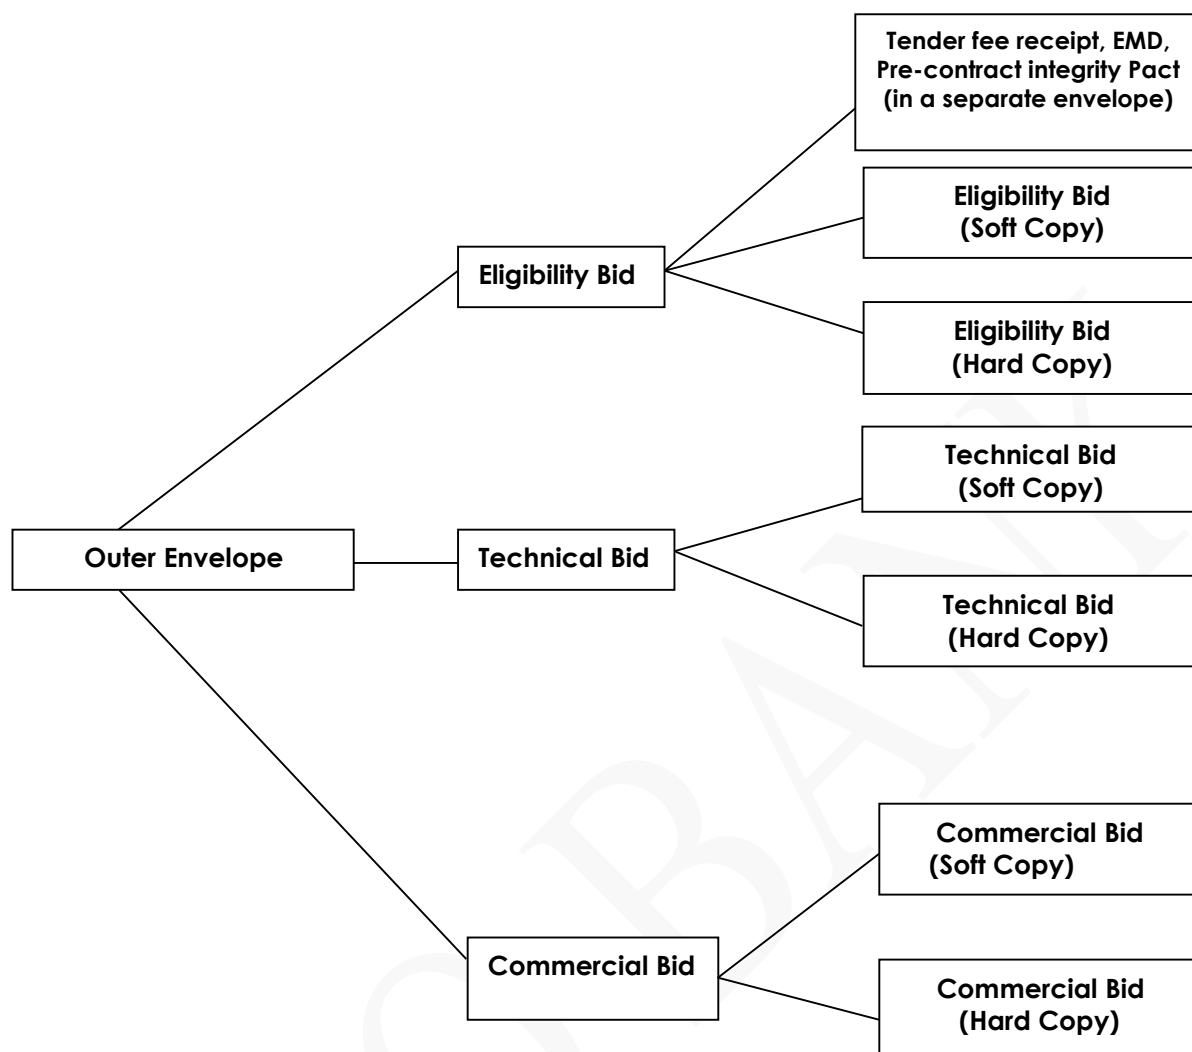 Tender fee receipt, EMD,
Pre-contract integrity Pact
(in a separate envelope)
Eligibility Bid
(Soft Copy)
Eligibility Bid
Eligibility Bid
(Hard Copy)
Technical Bid
(Soft Copy)
Outer Envelope
Technical Bid
Technical Bid
(Hard Copy)
Commercial Bid
(Soft Copy)
Commercial Bid
Commercial Bid
(Hard Copy)
BANK